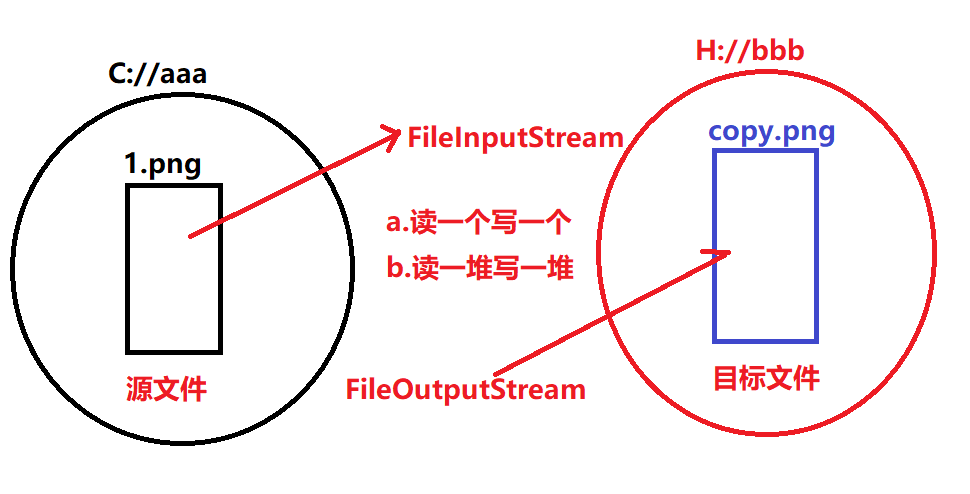 C://aaa
1.png
源文件
FileInputStream
a.读一个写一个
b.读一堆写一堆
FileOutputStream
H://bbb
copy.png
目标文件